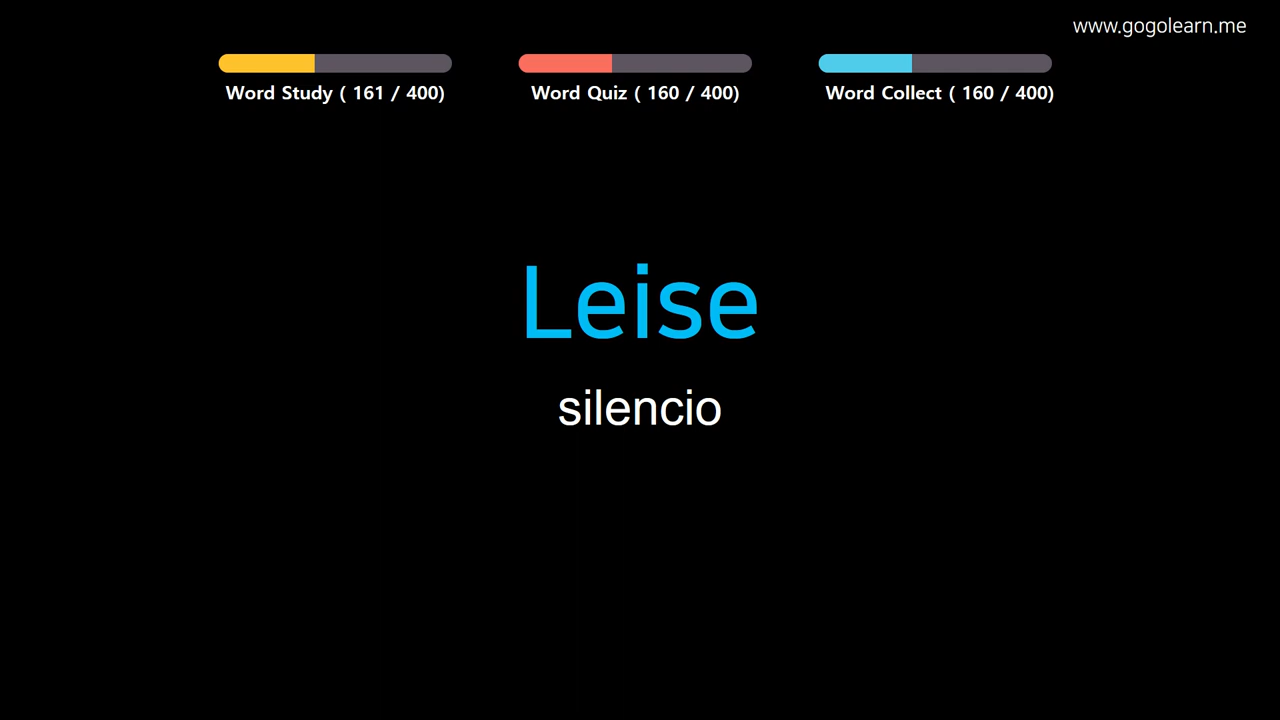 www.gogolearn.me
Word Study ( 161 / 400)
Word Quiz ( 160 / 400)
Word Collect ( 160 / 400)
Leise
silencio